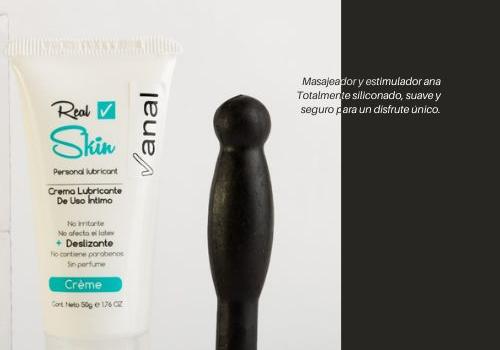 Real
Skin
Personal lubricant
✓anal
Crema Lubricante
De Uso Íntimo
No irritante
No afecta el latex
+ Deslizante
No contiene parabenos
Sin perfume
Crème
Cont. Neto 50g e 1.76 OZ
Masajeador y estimulador ana
Totalmente siliconado, suave y
seguro para un disfrute único.